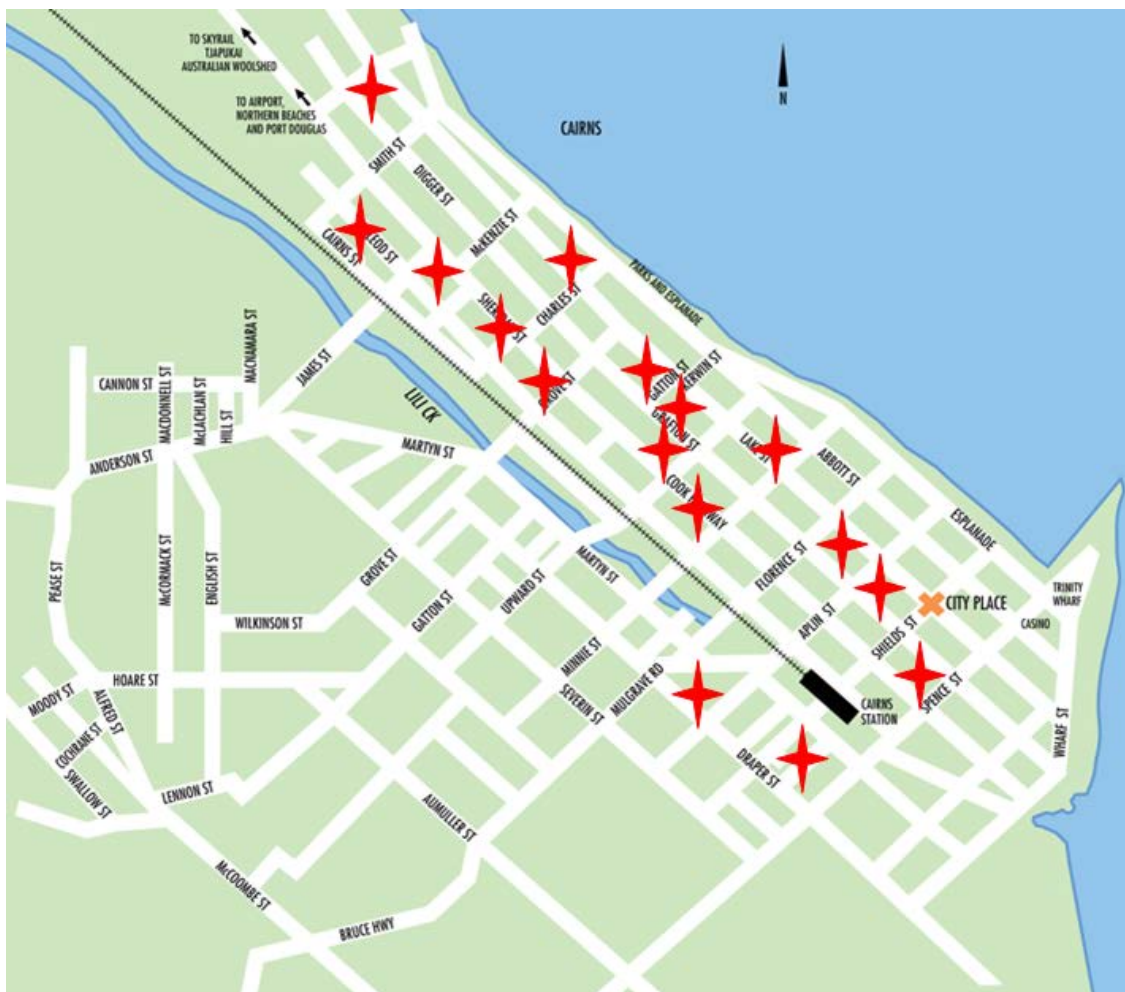 TO SKYRAIL
TJAPUKAI
AUSTRALIAN WOOLSHED
TO AIRPORT,
NORTHERN BEACHES
AND PORT DOUGLAS
N
CAIRNS
SMITH ST
DIGGER ST
McKENZIE ST
CAIRNS ST
PARKS AND ESPLANADE
CHARLES ST
MACNAMARA ST
JAMES ST
CANNON ST
MACDONNELL ST
McLACHLAN ST
HILL ST
LILI CK
GATTON ST
GRAFTON ST
LAKE ST
ABBOTT ST
MARTYN ST
ANDERSON ST
COOK
ESPLANADE
PEASE ST
McCORMACK ST
ENGLISH ST
GROVE ST
MARTYN ST
FLORENCE ST
TRINITY
WHARF
UPWARD ST
GATTON ST
CITY PLACE
APLIN ST
CASINO
WILKINSON ST
SHIELDS ST
MINNIE ST
MULGRAVE RD
SPENCE ST
HOARE ST
SEVERIN ST
CAIRNS
STATION
MOODY ST
ALFRED ST
COCHRANE ST
WHARF ST
DRAPER ST
SWALLOW ST
LENNON ST
AUMULLER ST
McCOOMBE ST
BRUCE HWY